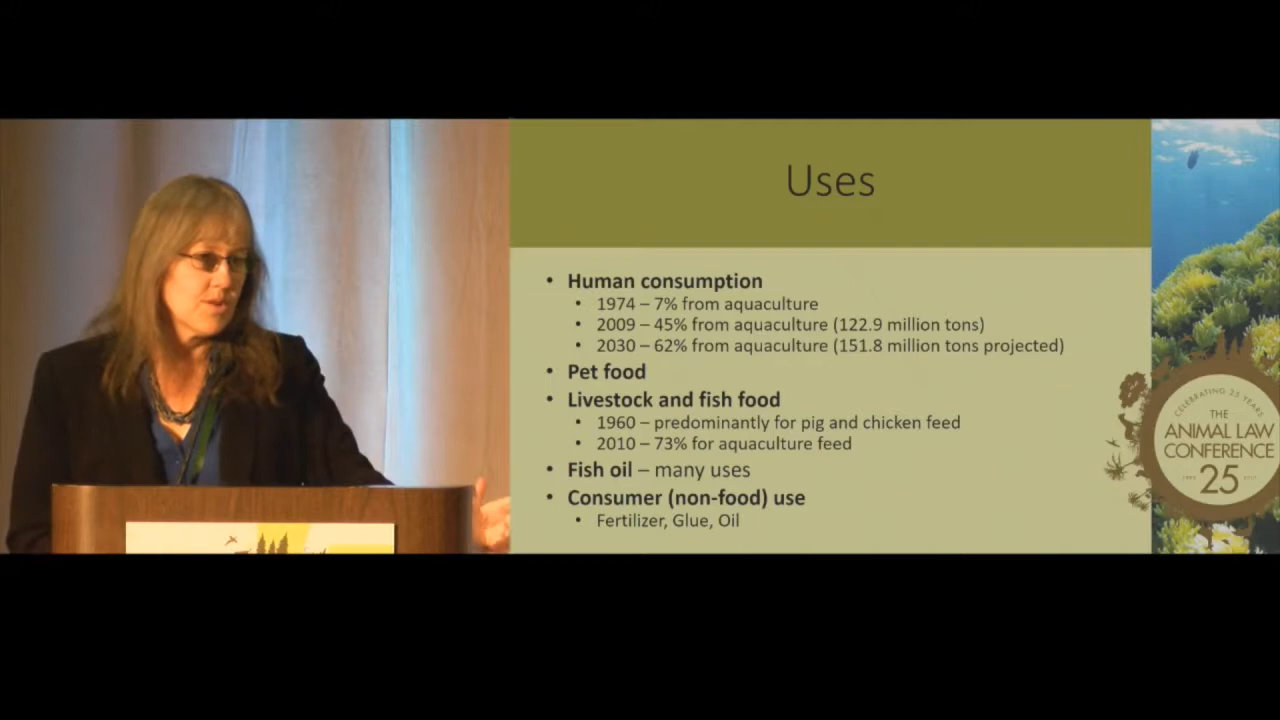 Uses
• Human consumption
• 1974 – 7% from aquaculture
• 2009 – 45% from aquaculture (122.9 million tons)
• 2030 – 62% from aquaculture (151.8 million tons projected)
• Pet food
• Livestock and fish food
• 1960 – predominantly for pig and chicken feed
• 2010 – 73% for aquaculture feed
• Fish oil – many uses
• Consumer (non-food) use
• Fertilizer, Glue, Oil
CELEBRATING 25 YEARS
THE
ANIMAL LAW
CONFERENCE
25